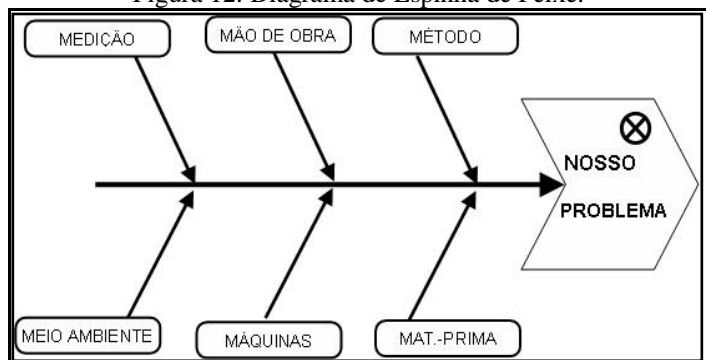 Figura 12: Diagrama de Espinha de Peixe.
MEDIÇÃO
MÃO DE OBRA
MÉTODO
NOSSO
PROBLEMA
MEIO AMBIENTE
MÁQUINAS
MAT.-PRIMA